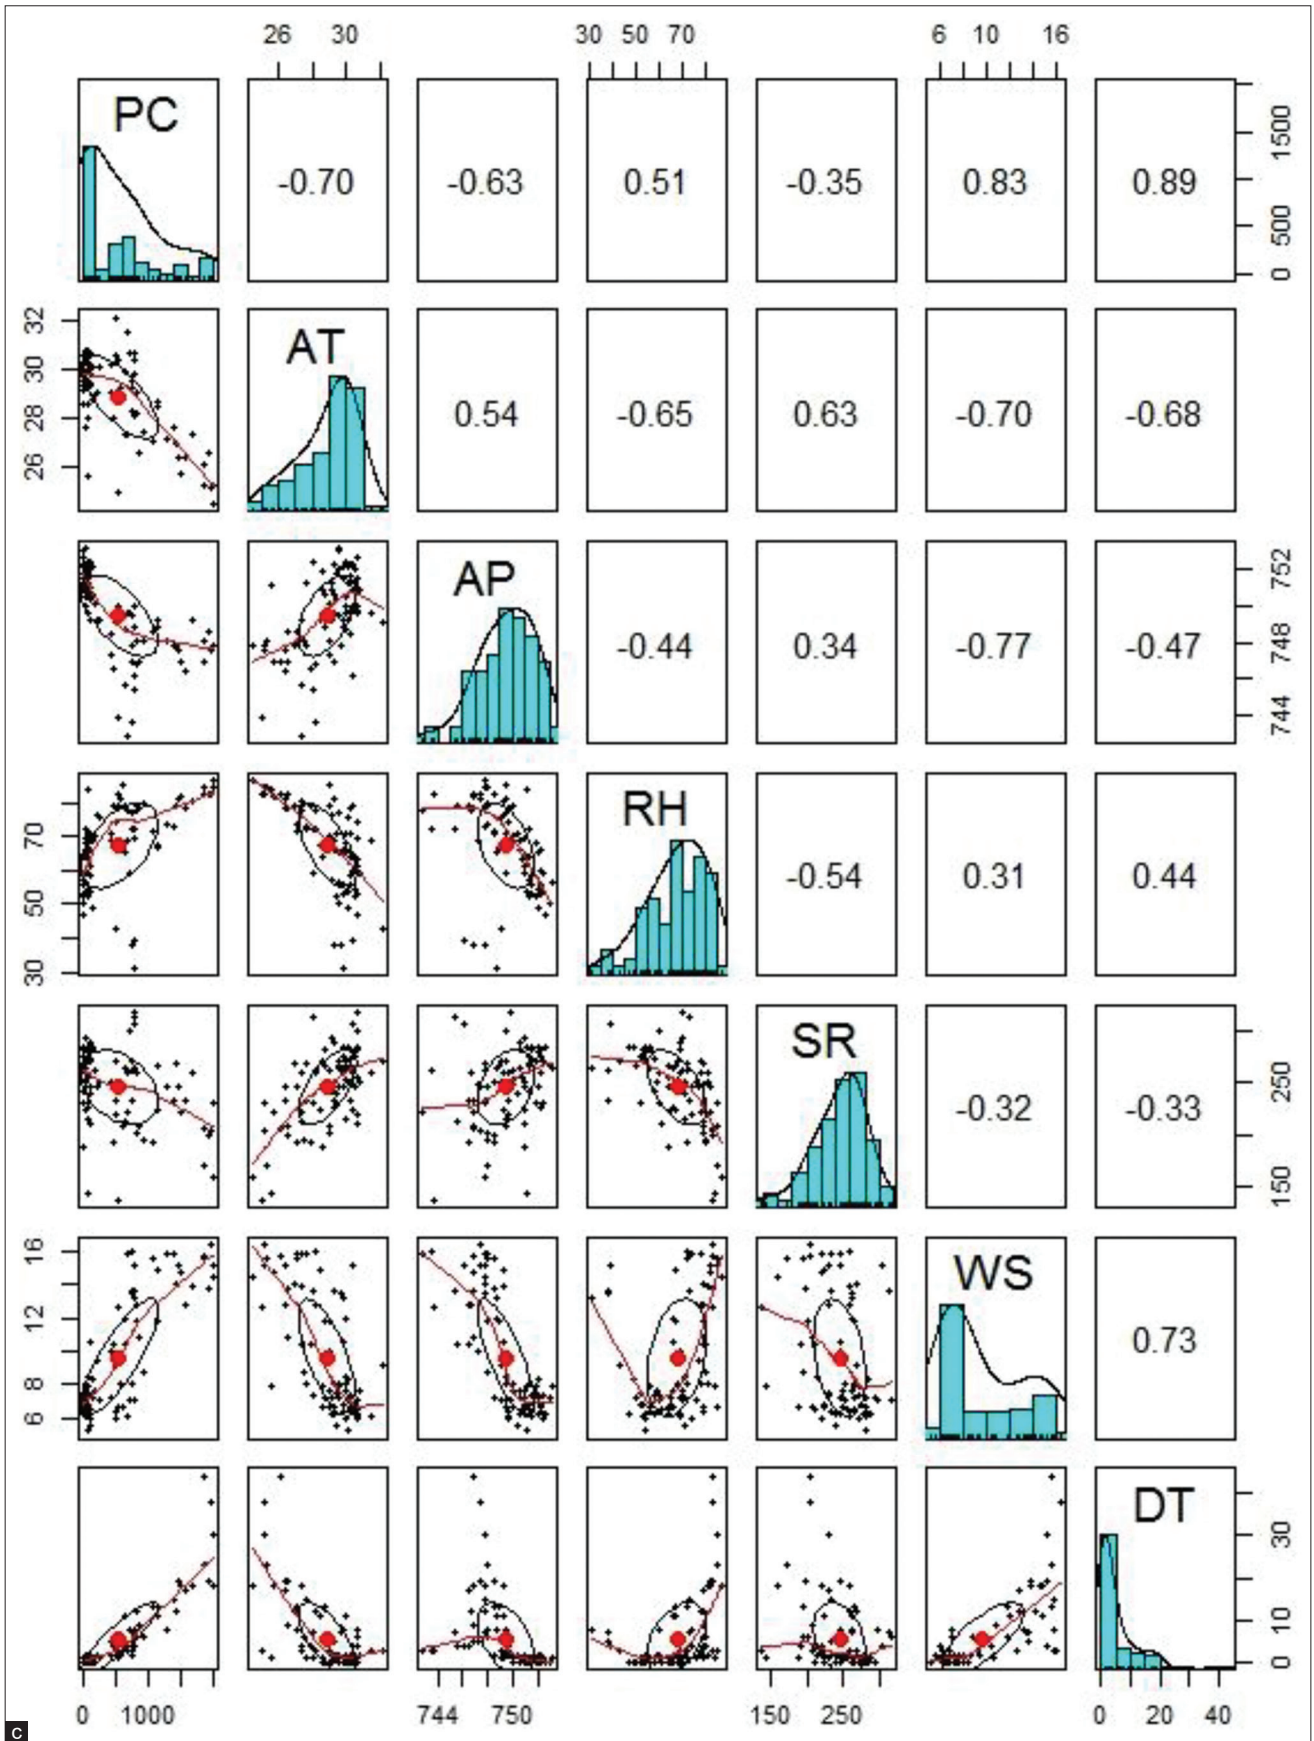 26 30 30 50 70 6 10 16
PC -0.70 -0.63 0.51 -0.35 0.83 0.89
0 500 1500
26 28 30 32
AT 0.54 -0.65 0.63 -0.70 -0.68
AP -0.44 0.34 -0.77 -0.47
744 748 752
30 50 70
RH -0.54 0.31 0.44
SR -0.32 -0.33
150 250
6 8 12 16
WS 0.73
DT
0 10 30
0 1000 744 750 150 250 0 20 40
c